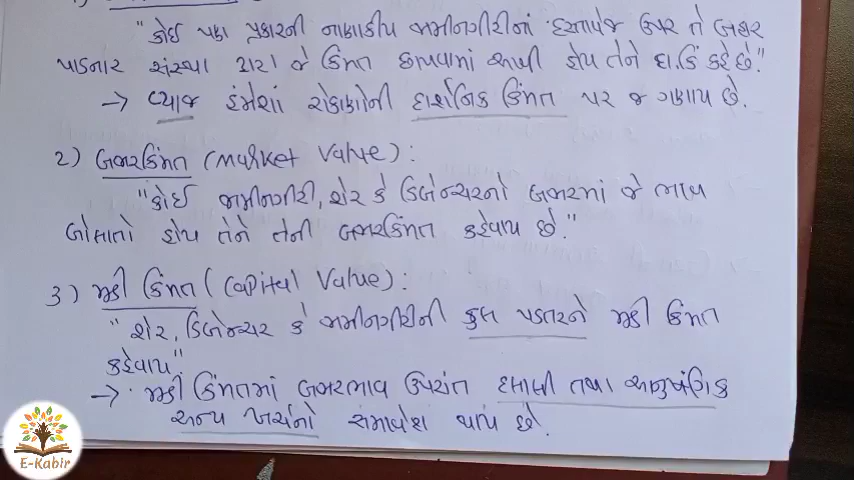 "કોઈ પણ પ્રકારની નાણાકીય જામીનગીરીનાં દસ્તાવેજ ઉપર તે બહાર
પાડનાર સંસ્થા દ્વારા જે કિંમત છાપવામાં આવી હોય તેને દા.કિં કહે છે."
→ વ્યાજ હંમેશાં રોકાણોની દાર્શનિક કિંમત પર જ ગણાય છે.
2) બજારકિંમત (Market Value) :
"કોઈ જામીનગીરી, શેર કે ડિબેન્ચરનો બજારમાં જે ભાવ
બોલાતો હોય તેને તેની બજારકિંમત કહેવાય છે."
3) મૂડી કિંમત (Capital Value) :
"શેર, ડિબેન્ચર કે જામીનગીરીની કુલ પડતરને મૂડી કિંમત
કહેવાય."
→ મૂડી કિંમતમાં બજારભાવ ઉપરાંત દલાલી તથા આનુષંગિક
અન્ય ખર્ચનો સમાવેશ થાય છે.
E-Kabir